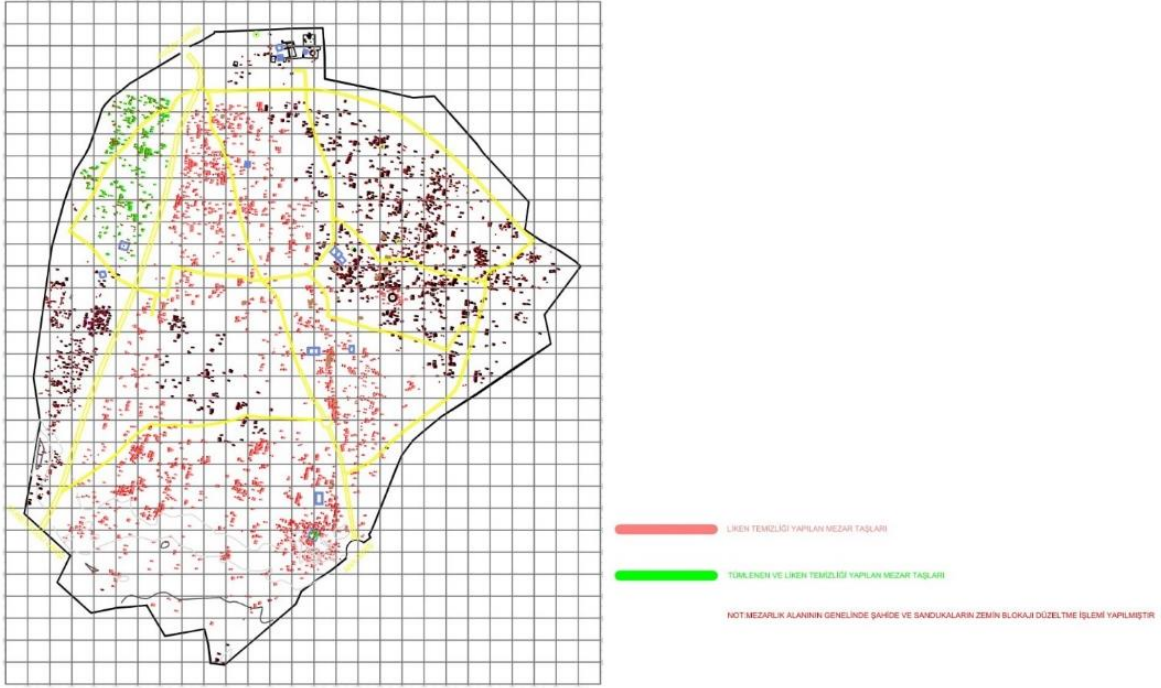 LİKEN TEMİZLİĞİ YAPILAN MEZAR TAŞLARI
TÜMLENEN VE LİKEN TEMİZLİĞİ YAPILAN MEZAR TAŞLARI
NOT:MEZARLIK ALANININ GENELİNDE ŞAHİDE VE SANDUKALARIN ZEMİN BLOKAJI DÜZELTME İŞLEMİ YAPILMIŞTIR